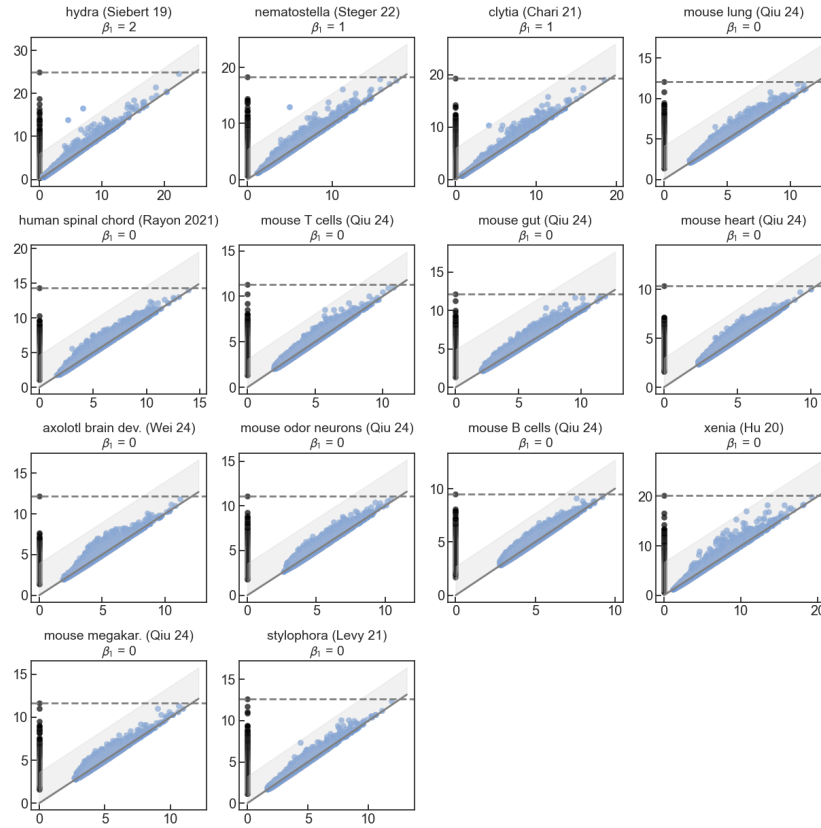 hydra (Siebert 19)
β₁ = 2
30
20
10
0
0 10 20
nematostella (Steger 22)
β₁ = 1
20
10
0
0 10
clytia (Chari 21)
β₁ = 1
20
10
0
0 10 20
mouse lung (Qiu 24)
β₁ = 0
15
10
5
0
0 5 10
human spinal chord (Rayon 2021)
β₁ = 0
20
15
10
5
0
0 5 10 15
mouse T cells (Qiu 24)
β₁ = 0
15
10
5
0
0 5 10
mouse gut (Qiu 24)
β₁ = 0
15
10
5
0
0 5 10
mouse heart (Qiu 24)
β₁ = 0
10
5
0
0 5 10
axolotl brain dev. (Wei 24)
β₁ = 0
15
10
5
0
0 5 10
mouse odor neurons (Qiu 24)
β₁ = 0
15
10
5
0
0 5 10
mouse B cells (Qiu 24)
β₁ = 0
10
5
0
0 5 10
xenia (Hu 20)
β₁ = 0
20
10
0
0 10 20
mouse megakar. (Qiu 24)
β₁ = 0
15
10
5
0
0 5 10
stylophora (Levy 21)
β₁ = 0
15
10
5
0
0 5 10